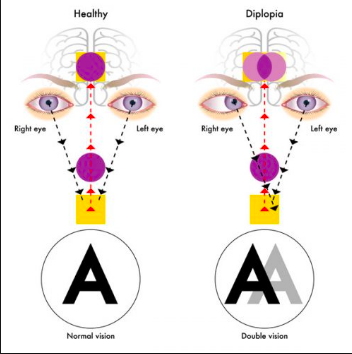 Healthy
Diplopia
Right eye
Left eye
Right eye
Left eye
A
A A
Normal vision
Double vision